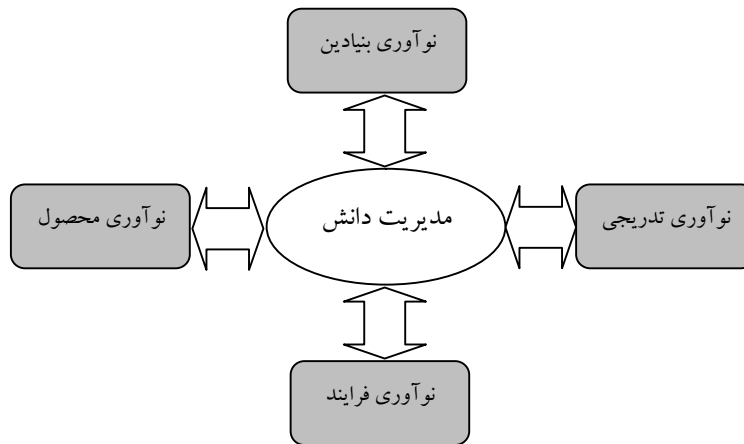 نوآوری بنیادین
نوآوری تدریجی
مدیریت دانش
نوآوری محصول
نوآوری فرایند